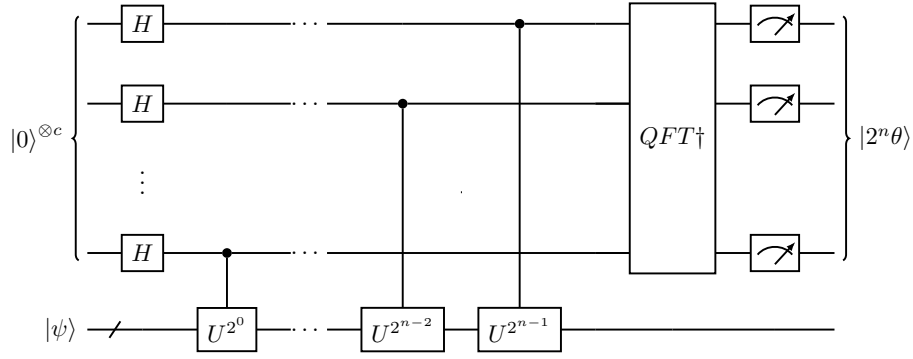 H ···
H ···
|0⟩^{⊗c} QFT† |2^nθ⟩
⋮
H ···
|ψ⟩ U^{2^0} ··· U^{2^{n-2}} U^{2^{n-1}}